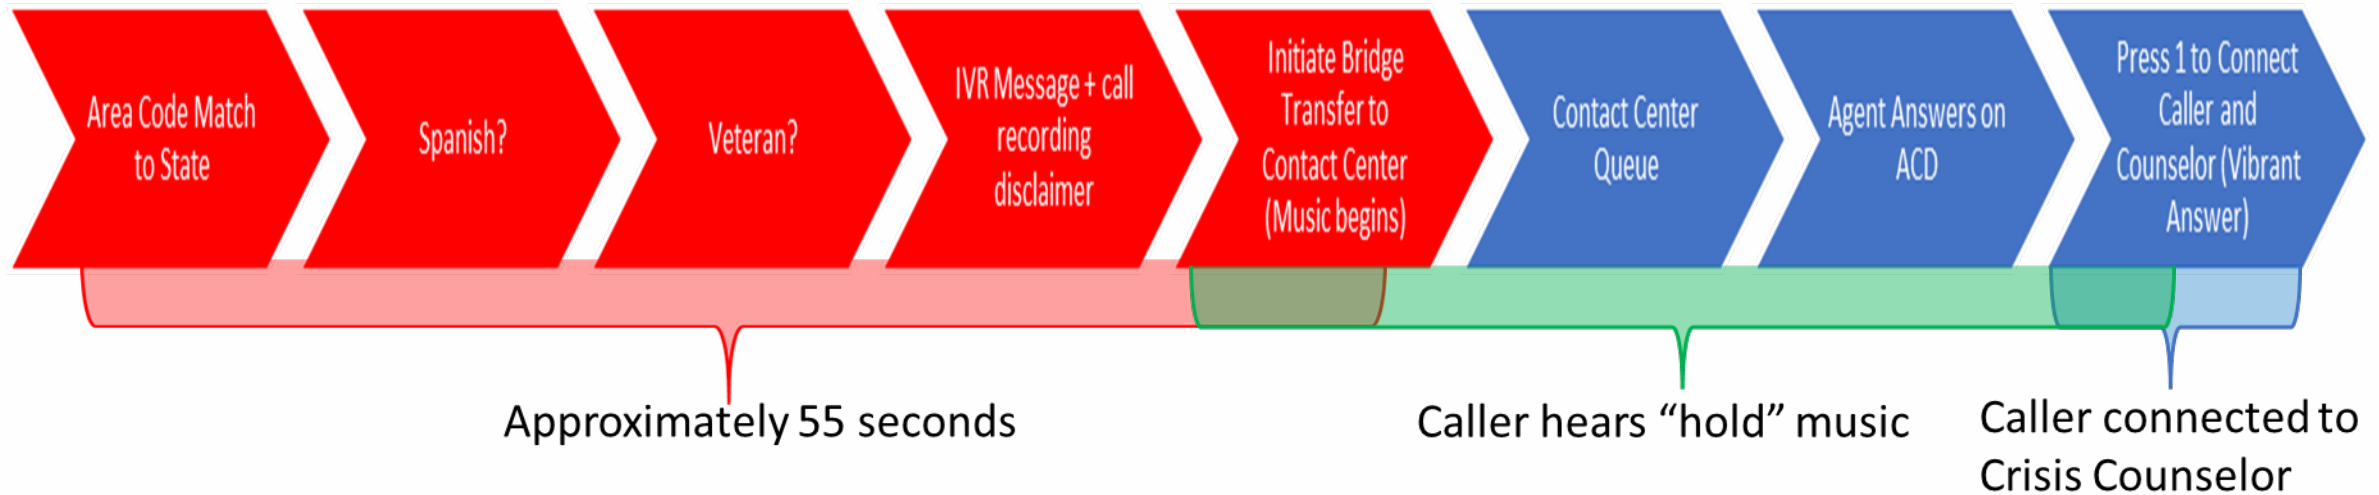 Area Code Match
to State
Spanish?
Veteran?
IVR Message + call
recording
disclaimer
Initiate Bridge
Transfer to
Contact Center
(Music begins)
Contact Center
Queue
Agent Answers on
ACD
Press 1 to Connect
Caller and
Counselor (Vibrant
Answer)
Approximately 55 seconds
Caller hears “hold” music
Caller connected to
Crisis Counselor